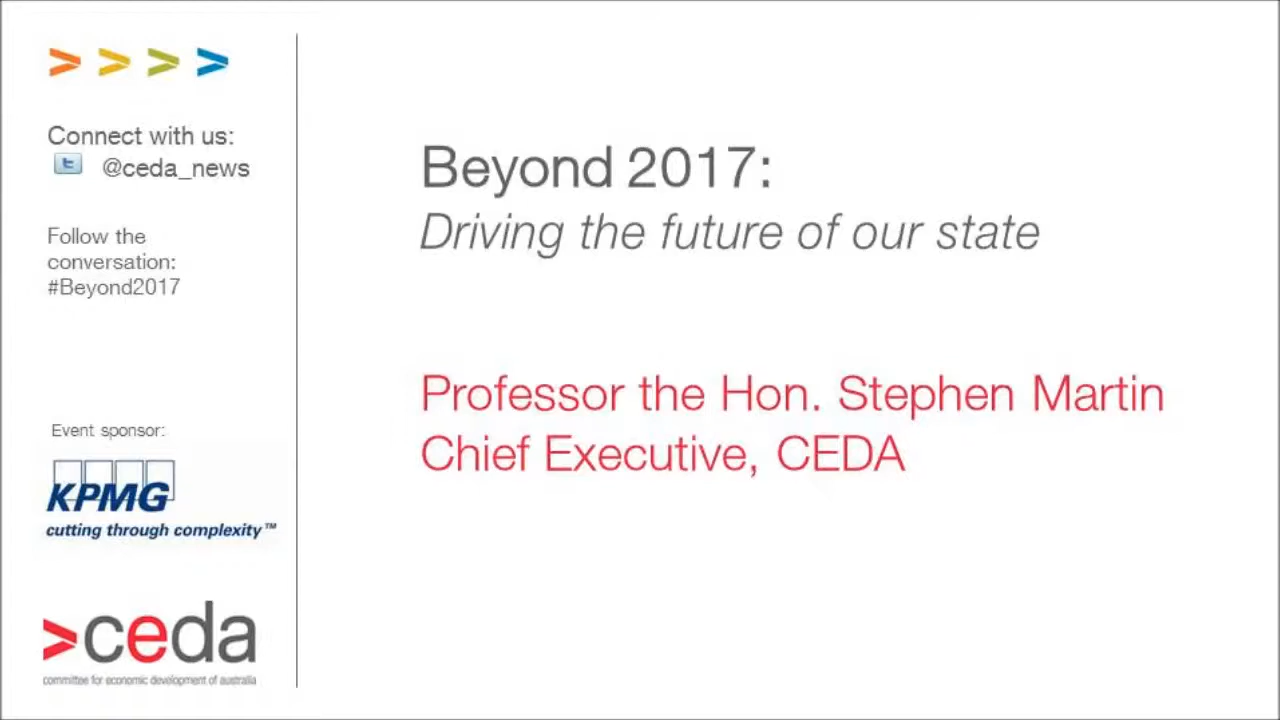 Connect with us:
@ceda_news
Follow the
conversation:
#Beyond2017
Event sponsor:
KPMG
cutting through complexity™
>ceda
committee for economic development of australia
Beyond 2017:
Driving the future of our state
Professor the Hon. Stephen Martin
Chief Executive, CEDA